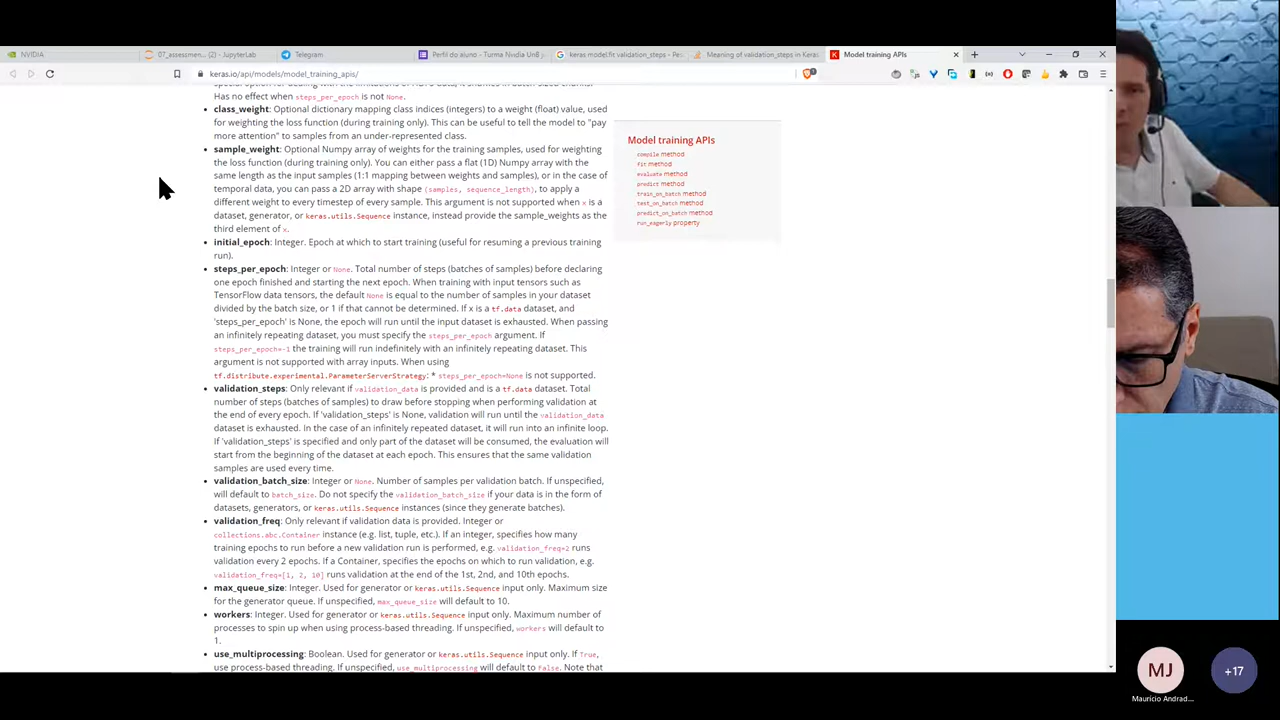 NVIDIA
07_assessmen... (2) - JupyterLab
Telegram
Perfil do aluno - Turma Nvidia UnB
keras model.fit validation_steps - Pes
Meaning of validation_steps in Keras
Model training APIs
keras.io/api/models/model_training_apis/
Has no effect when steps_per_epoch is not None.
class_weight: Optional dictionary mapping class indices (integers) to a weight (float) value, used
for weighting the loss function (during training only). This can be useful to tell the model to "pay
more attention" to samples from an under-represented class.
sample_weight: Optional Numpy array of weights for the training samples, used for weighting
the loss function (during training only). You can either pass a flat (1D) Numpy array with the
same length as the input samples (1:1 mapping between weights and samples), or in the case of
temporal data, you can pass a 2D array with shape (samples, sequence_length), to apply a
different weight to every timestep of every sample. This argument is not supported when x is a
dataset, generator, or keras.utils.Sequence instance, instead provide the sample_weights as the
third element of x.
initial_epoch: Integer. Epoch at which to start training (useful for resuming a previous training
run).
steps_per_epoch: Integer or None. Total number of steps (batches of samples) before declaring
one epoch finished and starting the next epoch. When training with input tensors such as
TensorFlow data tensors, the default None is equal to the number of samples in your dataset
divided by the batch size, or 1 if that cannot be determined. If x is a tf.data dataset, and
'steps_per_epoch' is None, the epoch will run until the input dataset is exhausted. When passing
an infinitely repeating dataset, you must specify the steps_per_epoch argument. If
steps_per_epoch=-1 the training will run indefinitely with an infinitely repeating dataset. This
argument is not supported with array inputs. When using
tf.distribute.experimental.ParameterServerStrategy: * steps_per_epoch=None is not supported.
validation_steps: Only relevant if validation_data is provided and is a tf.data dataset. Total
number of steps (batches of samples) to draw before stopping when performing validation at
the end of every epoch. If 'validation_steps' is None, validation will run until the validation_data
dataset is exhausted. In the case of an infinitely repeated dataset, it will run into an infinite loop.
If 'validation_steps' is specified and only part of the dataset will be consumed, the evaluation will
start from the beginning of the dataset at each epoch. This ensures that the same validation
samples are used every time.
validation_batch_size: Integer or None. Number of samples per validation batch. If unspecified,
will default to batch_size. Do not specify the validation_batch_size if your data is in the form of
datasets, generators, or keras.utils.Sequence instances (since they generate batches).
validation_freq: Only relevant if validation data is provided. Integer or
collections.abc.Container instance (e.g. list, tuple, etc.). If an integer, specifies how many
training epochs to run before a new validation run is performed, e.g. validation_freq=2 runs
validation every 2 epochs. If a Container, specifies the epochs on which to run validation, e.g.
validation_freq=[1, 2, 10] runs validation at the end of the 1st, 2nd, and 10th epochs.
max_queue_size: Integer. Used for generator or keras.utils.Sequence input only. Maximum size
for the generator queue. If unspecified, max_queue_size will default to 10.
workers: Integer. Used for generator or keras.utils.Sequence input only. Maximum number of
processes to spin up when using process-based threading. If unspecified, workers will default to
1.
use_multiprocessing: Boolean. Used for generator or keras.utils.Sequence input only. If True,
use process-based threading. If unspecified, use_multiprocessing will default to False. Note that
Model training APIs
compile method
fit method
evaluate method
predict method
train_on_batch method
test_on_batch method
predict_on_batch method
run_eagerly property
MJ
Maurício Andrad...
+17